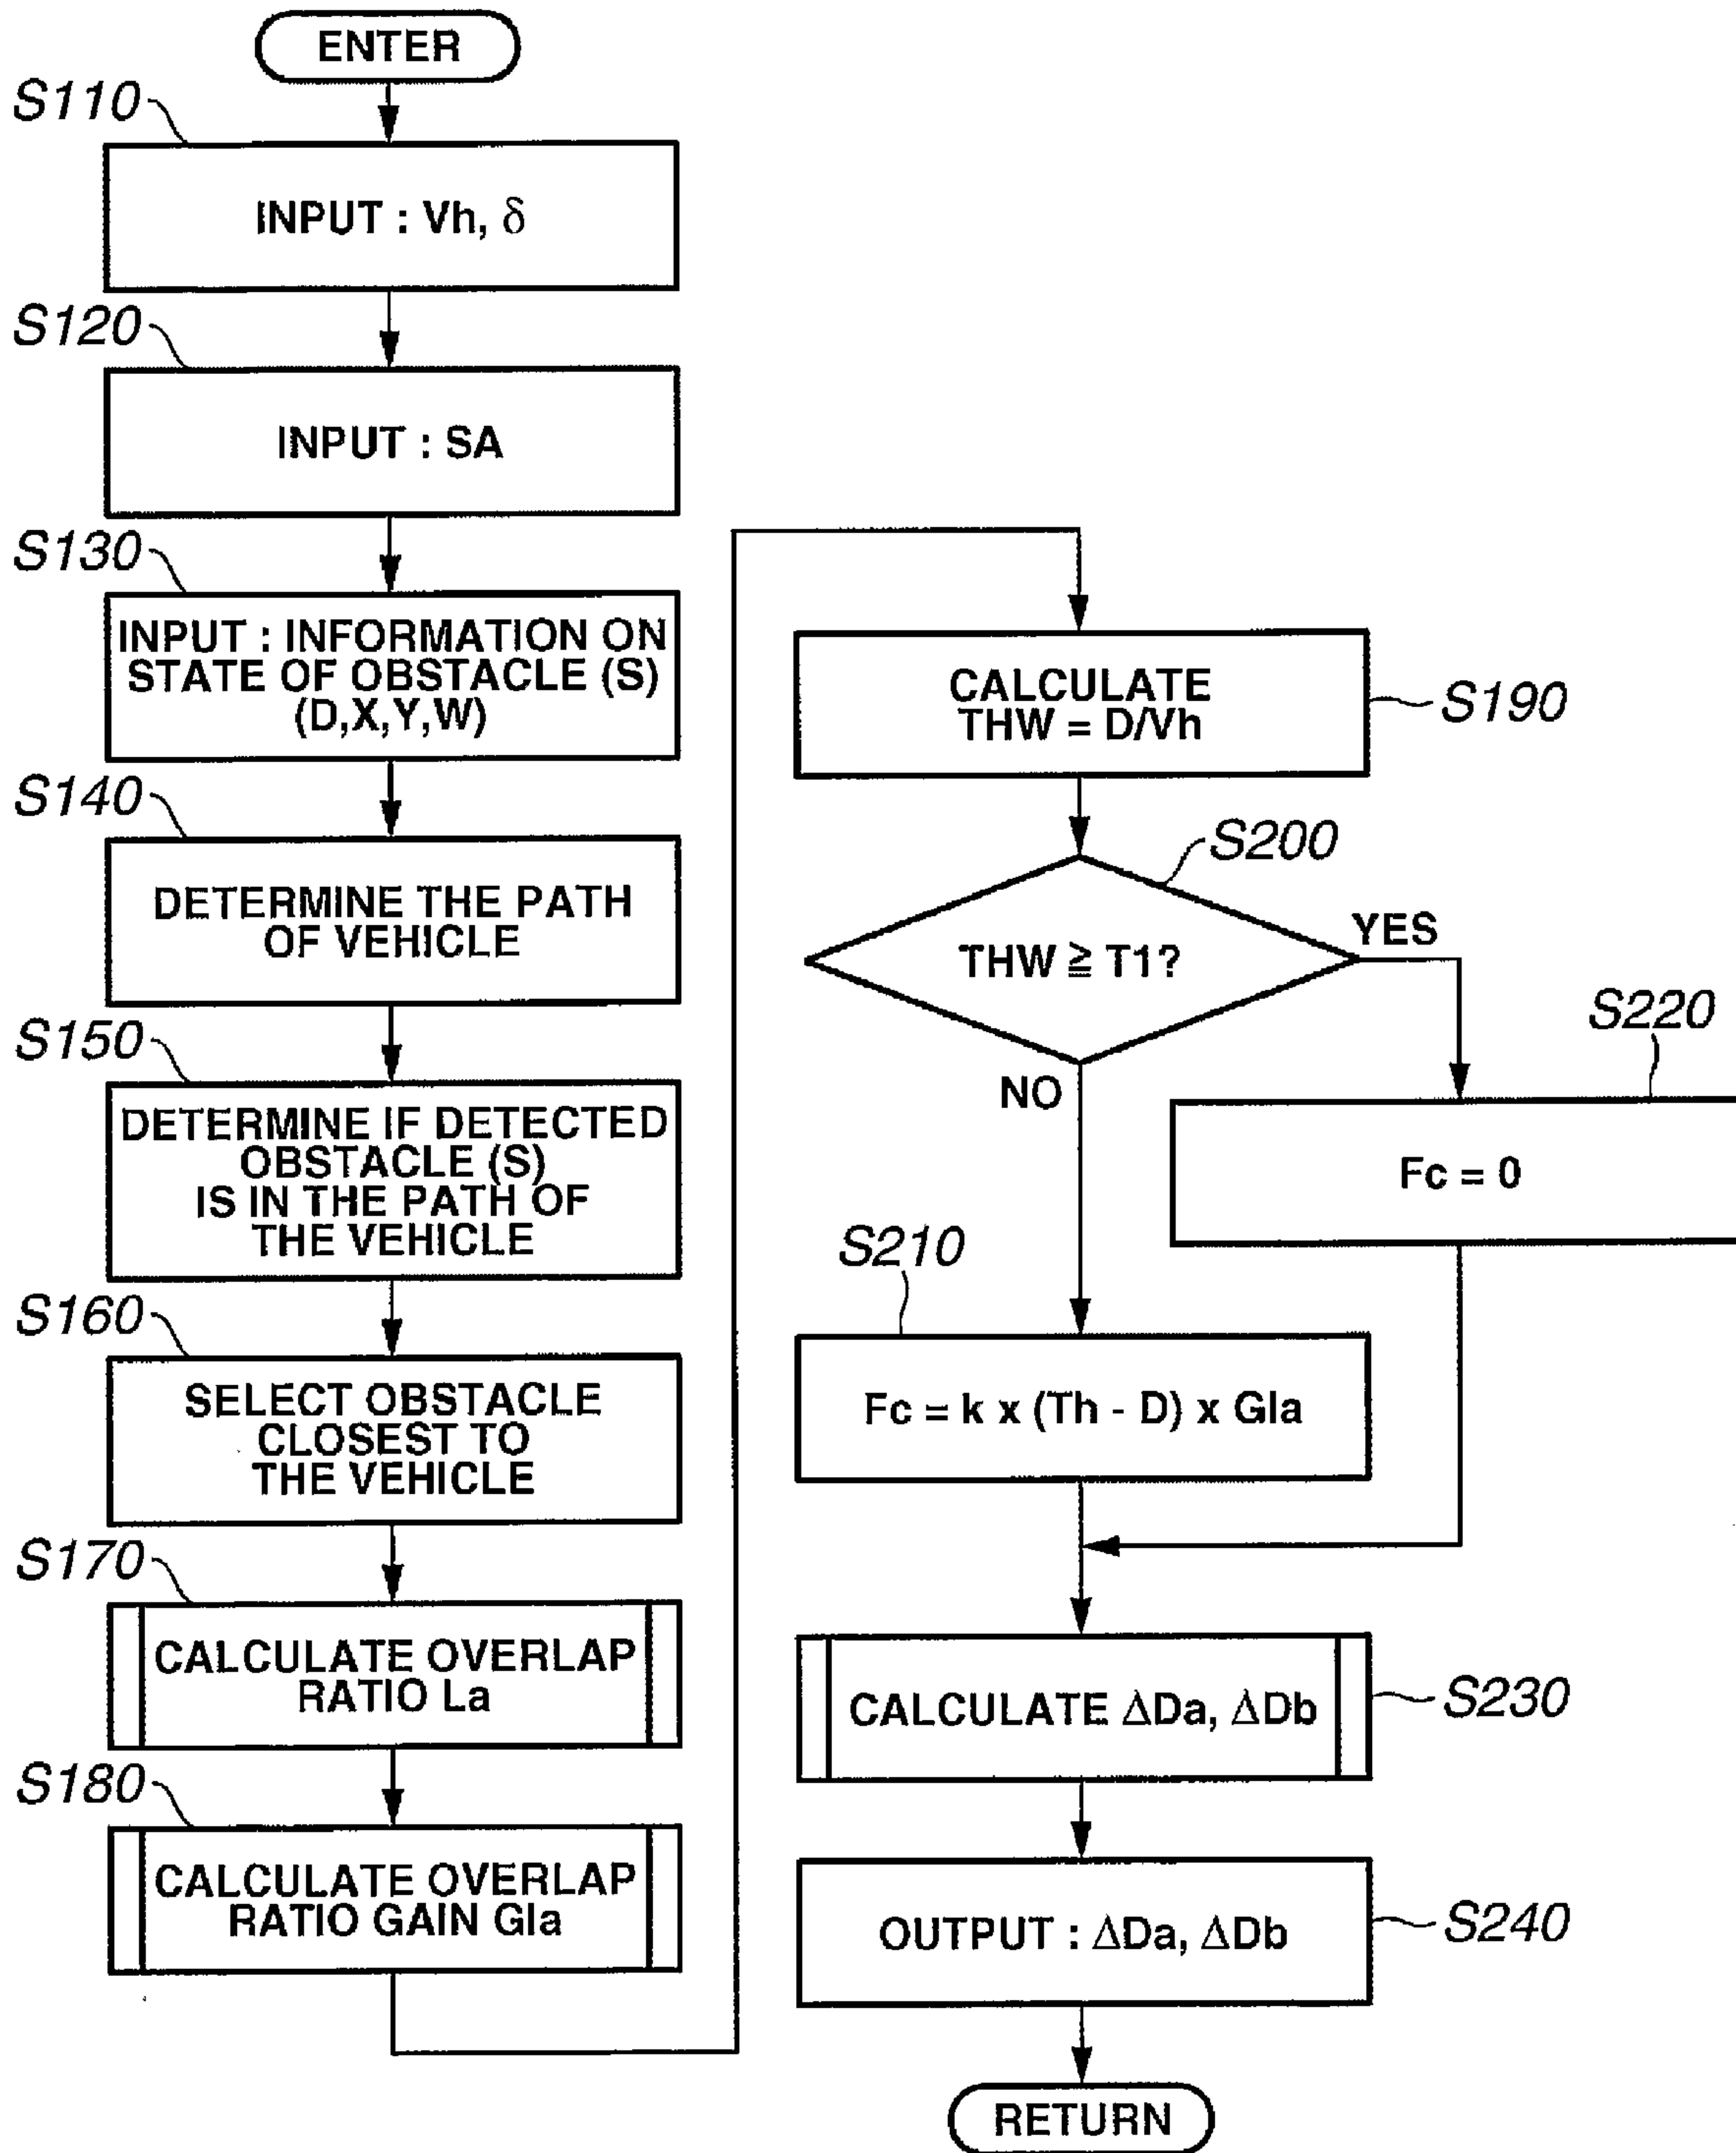 ENTER
S110
INPUT : Vh, δ
S120
INPUT : SA
S130
INPUT : INFORMATION ON
STATE OF OBSTACLE (S)
(D,X,Y,W)
S140
DETERMINE THE PATH
OF VEHICLE
S150
DETERMINE IF DETECTED
OBSTACLE (S)
IS IN THE PATH OF
THE VEHICLE
S160
SELECT OBSTACLE
CLOSEST TO
THE VEHICLE
S170
CALCULATE OVERLAP
RATIO La
S180
CALCULATE OVERLAP
RATIO GAIN Gla
CALCULATE
THW = D/Vh
S190
S200
THW ≧ T1?
YES
NO
S220
Fc = 0
S210
Fc = k x (Th - D) x Gla
CALCULATE ΔDa, ΔDb
S230
OUTPUT : ΔDa, ΔDb
S240
RETURN